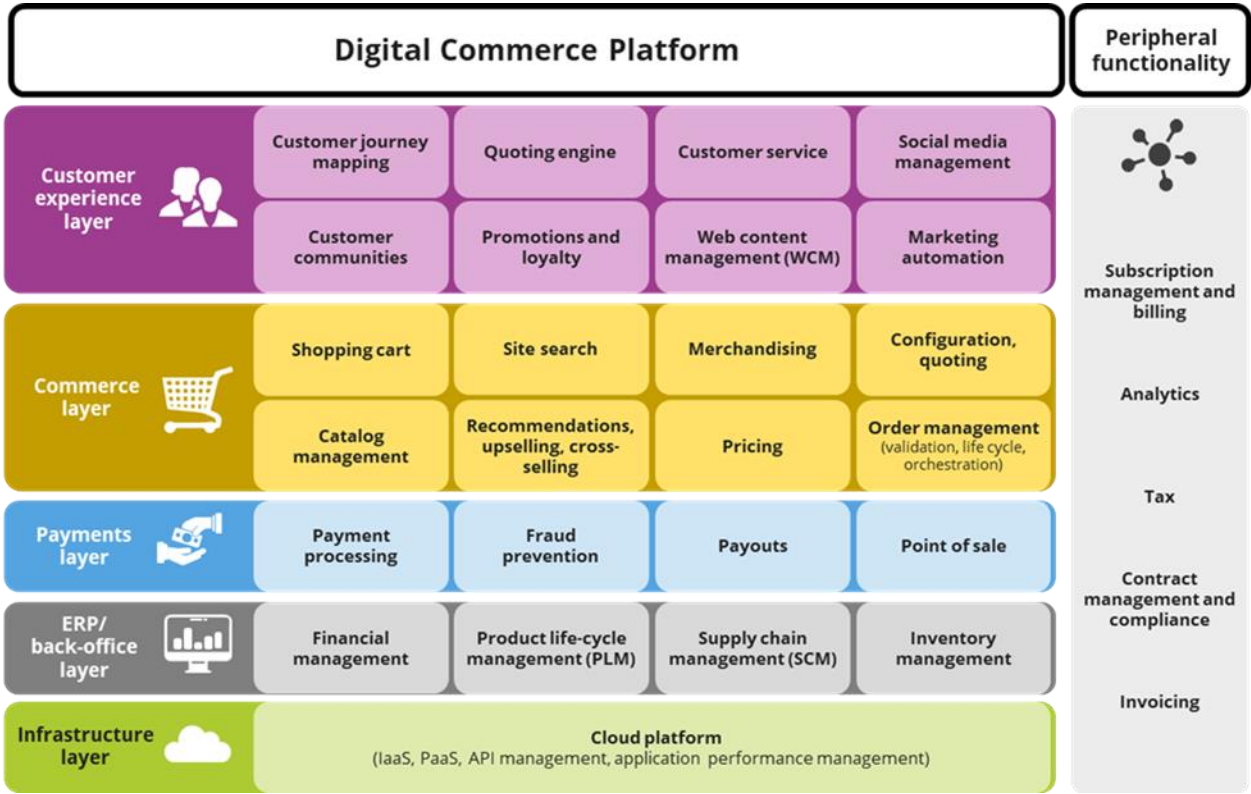 Digital Commerce Platform
Peripheral
functionality
Customer
experience
layer
Customer journey
mapping
Quoting engine
Customer service
Social media
management
Customer
communities
Promotions and
loyalty
Web content
management (WCM)
Marketing
automation
Commerce
layer
Shopping cart
Site search
Merchandising
Configuration,
quoting
Catalog
management
Recommendations,
upselling, cross-
selling
Pricing
Order management
(validation, life cycle,
orchestration)
Payments
layer
Payment
processing
Fraud
prevention
Payouts
Point of sale
ERP/
back-office
layer
Financial
management
Product life-cycle
management (PLM)
Supply chain
management (SCM)
Inventory
management
Infrastructure
layer
Cloud platform
(IaaS, PaaS, API management, application performance management)
Subscription
management and
billing
Analytics
Tax
Contract
management and
compliance
Invoicing